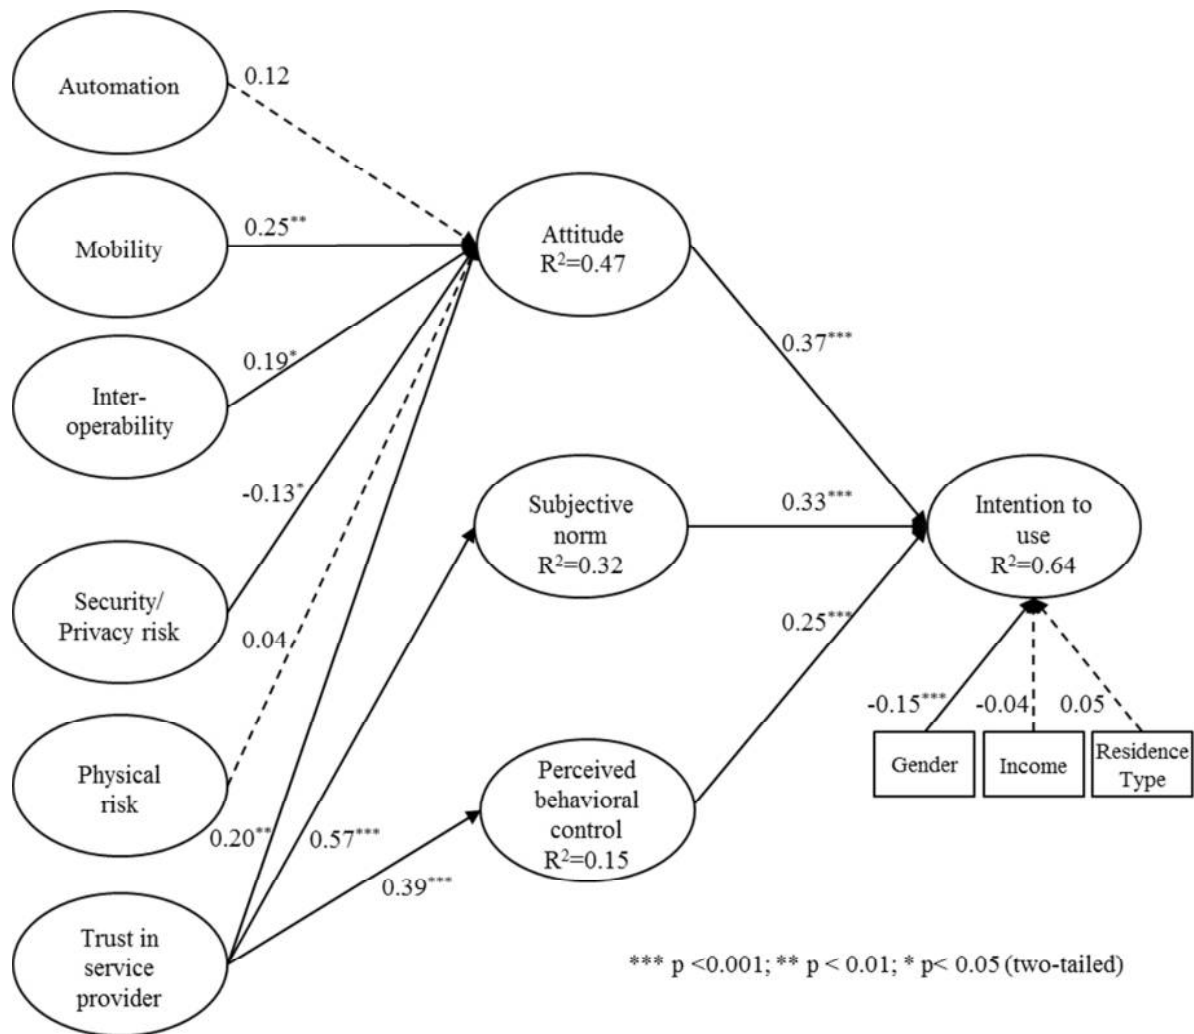 Automation
0.12
Mobility
0.25**
Inter-
operability
0.19*
Security/
Privacy risk
-0.13*
Physical
risk
0.04
Trust in
service
provider
0.20**
0.57***
0.39***
Attitude
R²=0.47
Subjective
norm
R²=0.32
Perceived
behavioral
control
R²=0.15
0.37***
0.33***
0.25***
Intention to
use
R²=0.64
-0.15***
-0.04
0.05
Gender
Income
Residence
Type
*** p <0.001; ** p < 0.01; * p< 0.05 (two-tailed)